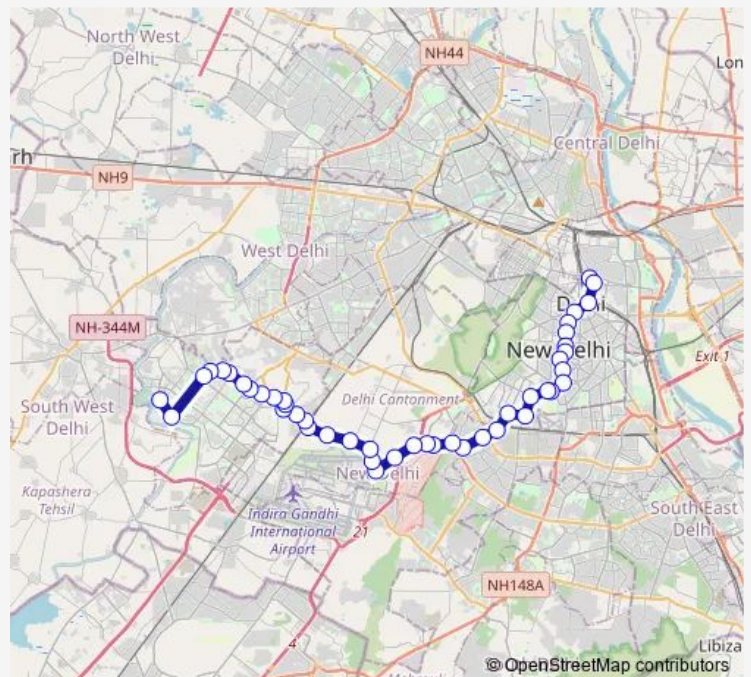 North West
Delhi
NH44
Lon
Central Delhi
rh
NH9
West Delhi
NH-344M
New Delhi
Exit 1
South West
Delhi
Delhi Cantonment
Kapashera
Tehsil
New Delhi
Indira Gandhi
International
Airport
21
South East
Delhi
NH148A
4
Libiza
© OpenStreetMap contributors